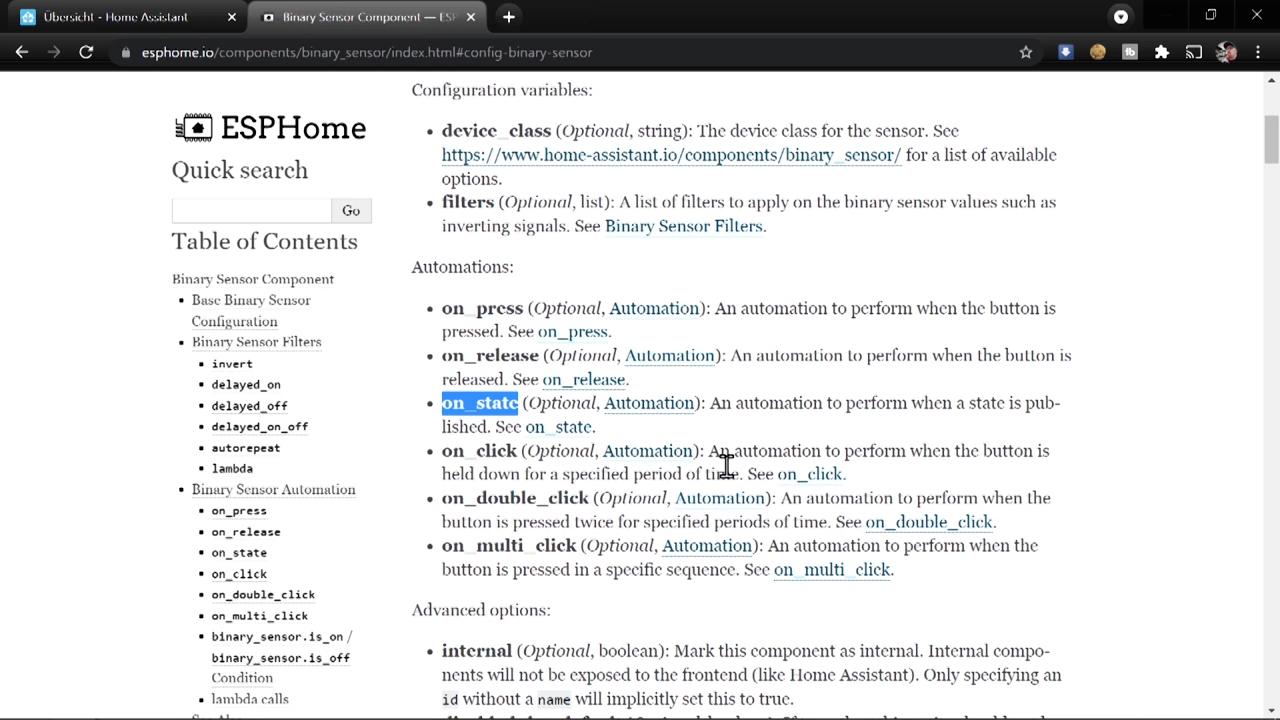 Übersicht - Home Assistant
Binary Sensor Component — ESP
esphome.io/components/binary_sensor/index.html#config-binary-sensor
ESPHome
Quick search
Go
Table of Contents
Binary Sensor Component
Base Binary Sensor
Configuration
Binary Sensor Filters
invert
delayed_on
delayed_off
delayed_on_off
autorepeat
lambda
Binary Sensor Automation
on_press
on_release
on_state
on_click
on_double_click
on_multi_click
binary_sensor.is_on /
binary_sensor.is_off
Condition
lambda calls
Configuration variables:
device_class (Optional, string): The device class for the sensor. See
https://www.home-assistant.io/components/binary_sensor/ for a list of available
options.
filters (Optional, list): A list of filters to apply on the binary sensor values such as
inverting signals. See Binary Sensor Filters.
Automations:
on_press (Optional, Automation): An automation to perform when the button is
pressed. See on_press.
on_release (Optional, Automation): An automation to perform when the button is
released. See on_release.
on_state (Optional, Automation): An automation to perform when a state is pub-
lished. See on_state.
on_click (Optional, Automation): An automation to perform when the button is
held down for a specified period of time. See on_click.
on_double_click (Optional, Automation): An automation to perform when the
button is pressed twice for specified periods of time. See on_double_click.
on_multi_click (Optional, Automation): An automation to perform when the
button is pressed in a specific sequence. See on_multi_click.
Advanced options:
internal (Optional, boolean): Mark this component as internal. Internal compo-
nents will not be exposed to the frontend (like Home Assistant). Only specifying an
id without a name will implicitly set this to true.